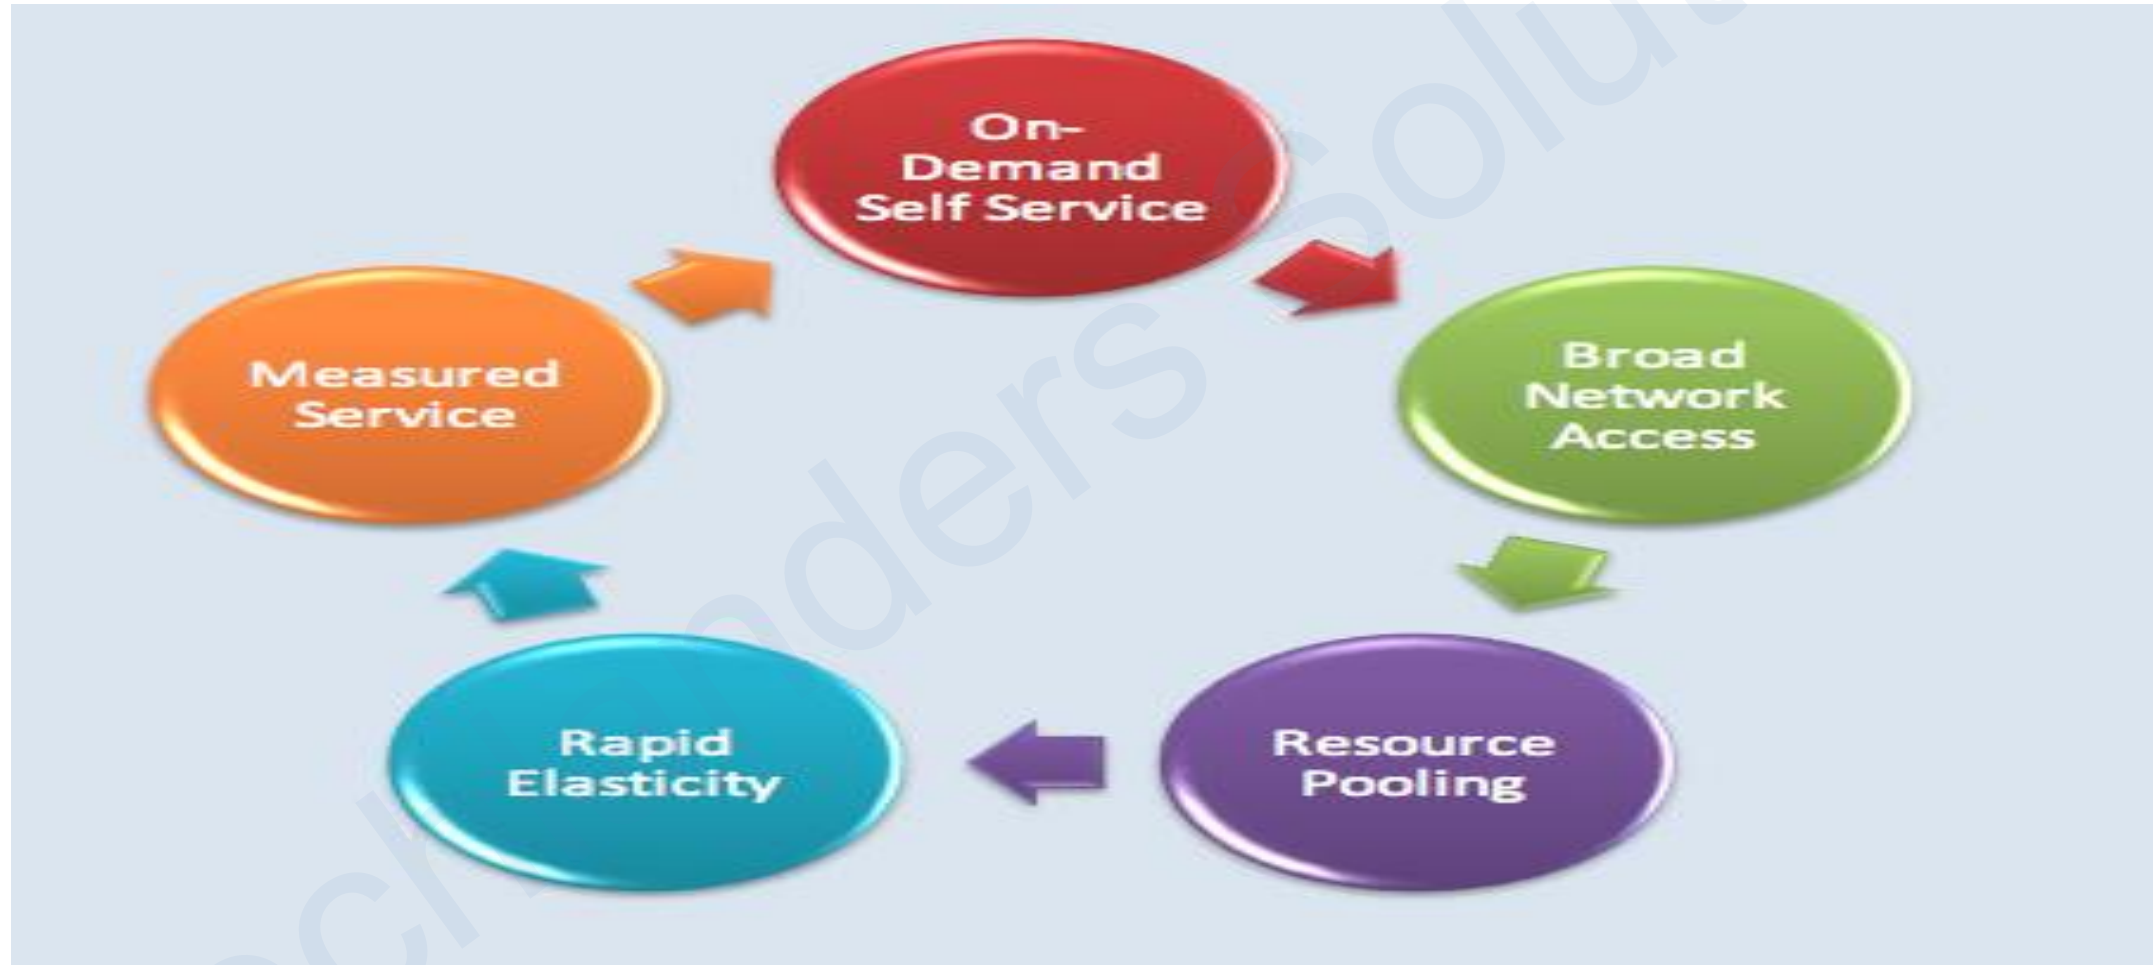 On-
Demand
Self Service
Broad
Network
Access
Resource
Pooling
Rapid
Elasticity
Measured
Service